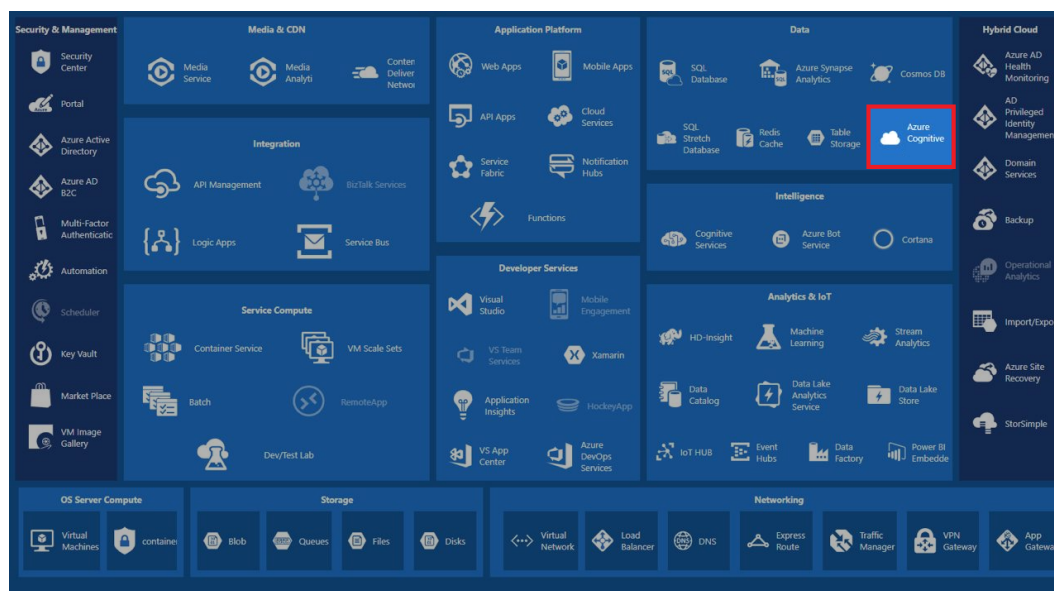 Security & Management
Security
Center
Portal
Azure Active
Directory
Azure AD
B2C
Multi-Factor
Authenticatic
Automation
Scheduler
Key Vault
Market Place
VM Image
Gallery
Media & CDN
Media
Service
Media
Analyti
Conten
Deliver
Networ
Integration
API Management
BizTalk Services
Logic Apps
Service Bus
Service Compute
Container Service
VM Scale Sets
Batch
RemoteApp
Dev/Test Lab
Application Platform
Web Apps
Mobile Apps
API Apps
Cloud
Services
Service
Fabric
Notification
Hubs
Functions
Developer Services
Visual
Studio
Mobile
Engagement
VS Team
Services
Xamarin
Application
Insights
HockeyApp
VS App
Center
Azure
DevOps
Services
Data
SQL
SQL
Database
SQL
Azure Synapse
Analytics
Cosmos DB
SQL
Stretch
Database
Redis
Cache
Table
Storage
Azure
Cognitive
Intelligence
Cognitive
Services
Azure Bot
Service
Cortana
Analytics & IoT
HD-Insight
Machine
Learning
Stream
Analytics
Data
Catalog
Data Lake
Analytics
Service
Data Lake
Store
IoT HUB
Event
Hubs
Data
Factory
Power BI
Embedde
Hybrid Cloud
Azure AD
Health
Monitoring
AD
Privileged
Identity
Managemen
Domain
Services
Backup
Operational
Analytics
Import/Expo
Azure Site
Recovery
StorSimple
OS Server Compute
Virtual
Machines
container
Storage
Blob
Queues
Files
Disks
Networking
Virtual
Network
Load
Balancer
DNS
DNS
Express
Route
Traffic
Manager
VPN
Gateway
App
Gatewa